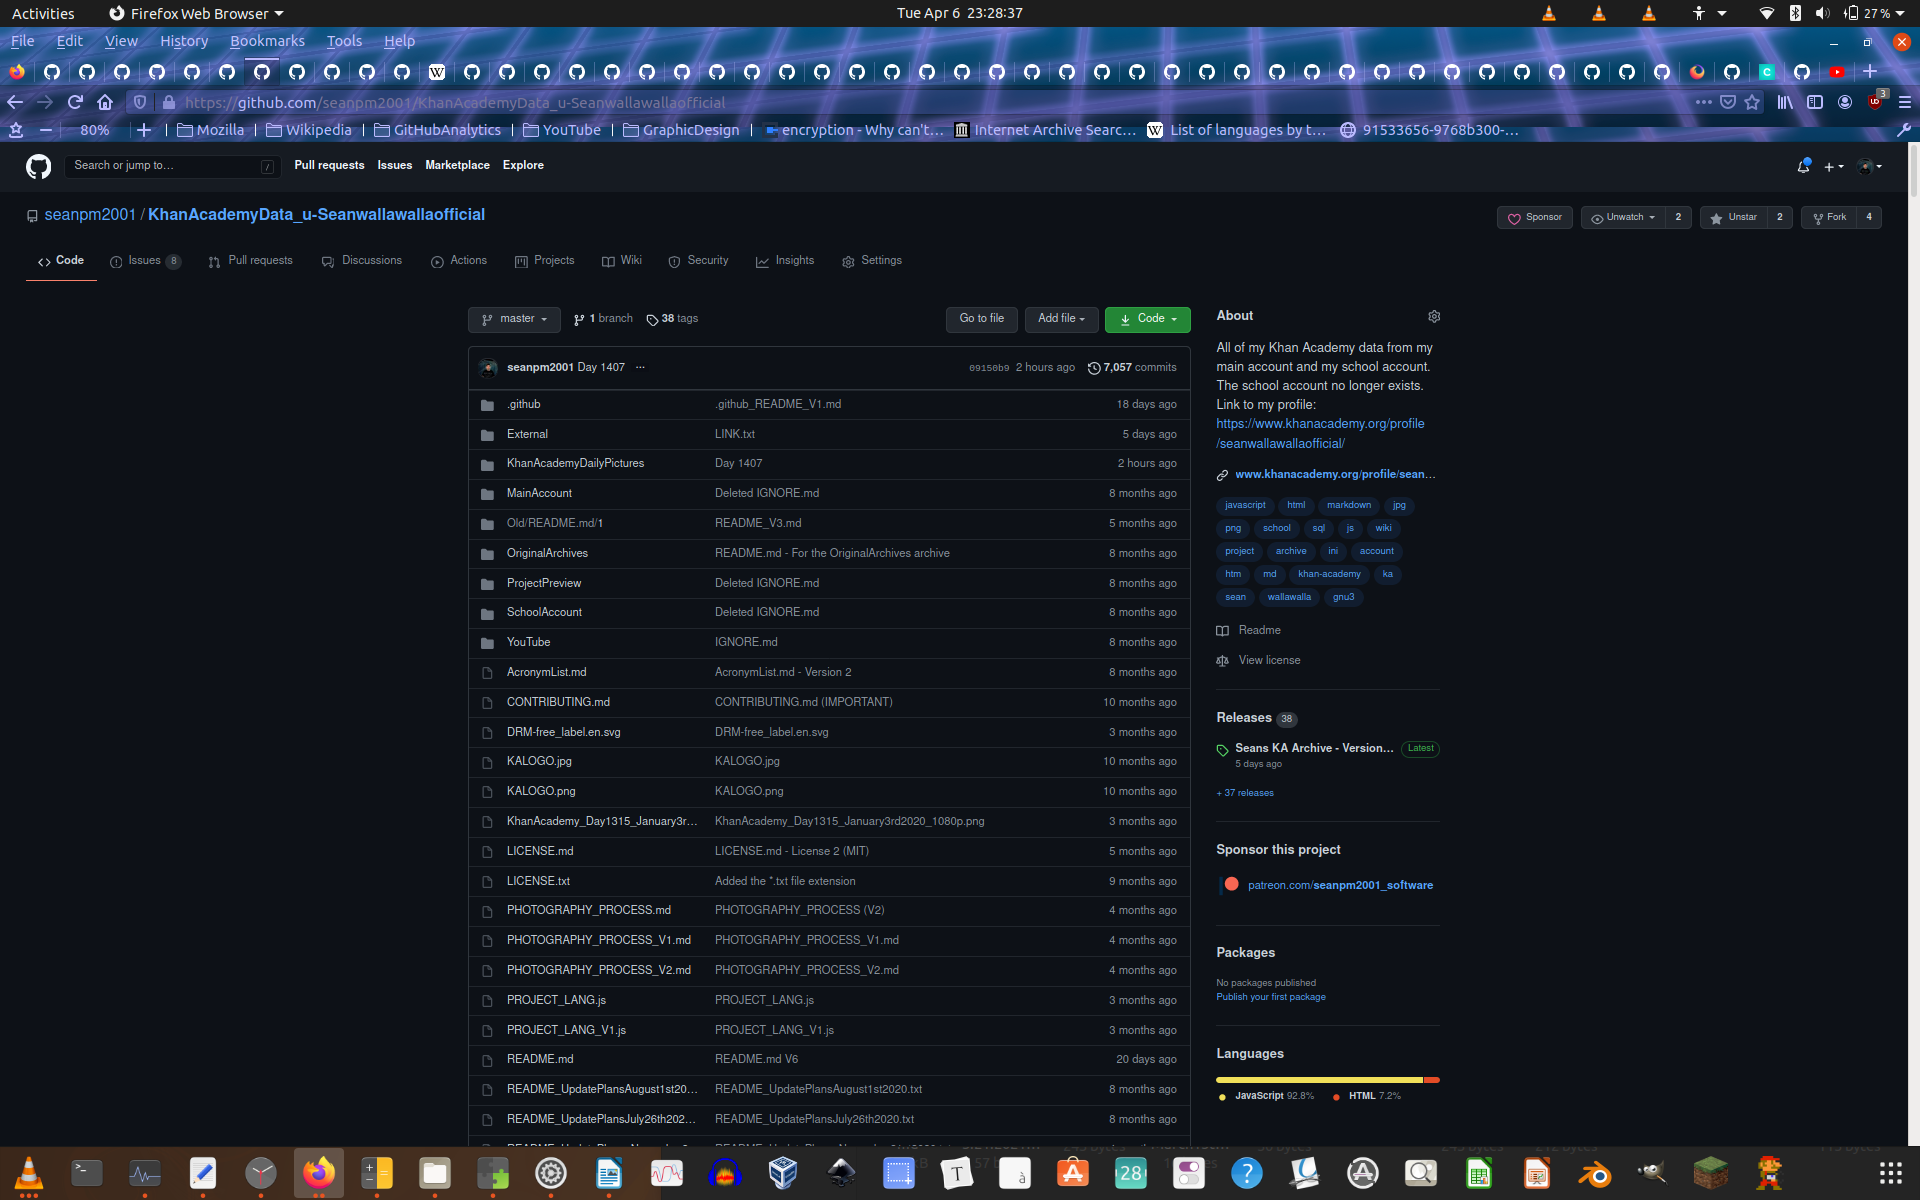 Activities Firefox Web Browser Tue Apr 6 23:28:37 27 %
File Edit View History Bookmarks Tools Help
https://github.com/seanpm2001/KhanAcademyData_u-Seanwallawallaofficial 3
80% Mozilla Wikipedia GitHubAnalytics YouTube GraphicDesign encryption - Why can't… Internet Archive Searc… List of languages by t… 91533656-9768b300-…
Search or jump to… / Pull requests Issues Marketplace Explore
seanpm2001 / KhanAcademyData_u-Seanwallawallaofficial Sponsor Unwatch 2 Unstar 2 Fork 4
Code Issues 8 Pull requests Discussions Actions Projects Wiki Security Insights Settings
master 1 branch 38 tags Go to file Add file Code
seanpm2001 Day 1407 ... 09150b9 2 hours ago 7,057 commits
.github .github_README_V1.md 18 days ago
External LINK.txt 5 days ago
KhanAcademyDailyPictures Day 1407 2 hours ago
MainAccount Deleted IGNORE.md 8 months ago
Old/README.md/1 README_V3.md 5 months ago
OriginalArchives README.md - For the OriginalArchives archive 8 months ago
ProjectPreview Deleted IGNORE.md 8 months ago
SchoolAccount Deleted IGNORE.md 8 months ago
YouTube IGNORE.md 8 months ago
AcronymList.md AcronymList.md - Version 2 8 months ago
CONTRIBUTING.md CONTRIBUTING.md (IMPORTANT) 10 months ago
DRM-free_label.en.svg DRM-free_label.en.svg 3 months ago
KALOGO.jpg KALOGO.jpg 10 months ago
KALOGO.png KALOGO.png 10 months ago
KhanAcademy_Day1315_January3r... KhanAcademy_Day1315_January3rd2020_1080p.png 3 months ago
LICENSE.md LICENSE.md - License 2 (MIT) 5 months ago
LICENSE.txt Added the *.txt file extension 9 months ago
PHOTOGRAPHY_PROCESS.md PHOTOGRAPHY_PROCESS (V2) 4 months ago
PHOTOGRAPHY_PROCESS_V1.md PHOTOGRAPHY_PROCESS_V1.md 4 months ago
PHOTOGRAPHY_PROCESS_V2.md PHOTOGRAPHY_PROCESS_V2.md 4 months ago
PROJECT_LANG.js PROJECT_LANG.js 3 months ago
PROJECT_LANG_V1.js PROJECT_LANG_V1.js 3 months ago
README.md README.md V6 20 days ago
README_UpdatePlansAugust1st20... README_UpdatePlansAugust1st2020.txt 8 months ago
README_UpdatePlansJuly26th202... README_UpdatePlansJuly26th2020.txt 8 months ago
About
All of my Khan Academy data from my
main account and my school account.
The school account no longer exists.
Link to my profile:
https://www.khanacademy.org/profile
/seanwallawallaofficial/
www.khanacademy.org/profile/sean...
javascript html markdown jpg
png school sql js wiki
project archive ini account
htm md khan-academy ka
sean wallawalla gnu3
Readme
View license
Releases 38
Seans KA Archive - Version... Latest
5 days ago
+ 37 releases
Sponsor this project
patreon.com/seanpm2001_software
Packages
No packages published
Publish your first package
Languages
JavaScript 92.8% HTML 7.2%